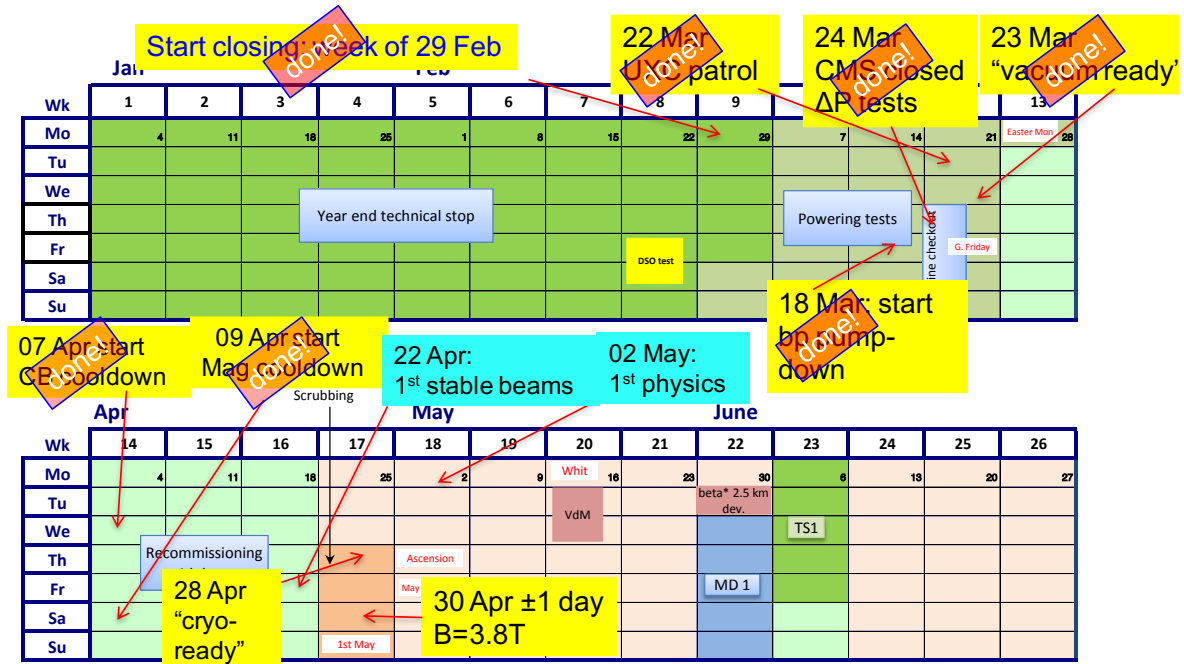 Start closing: week of 29 Feb
done!
22 Mar
UXC patrol
done!
24 Mar
CMS closed
ΔP tests
done!
23 Mar
“vacuum ready’
done!
Jan
Feb
Wk 1 2 3 4 5 6 7 8 9 13
Mo 4 11 18 25 1 8 15 22 29 7 14 21 Easter Mon 28
Tu
We
Th
Fr
Sa
Su
Year end technical stop
DSO test
Powering tests
ine checkout
G. Friday
18 Mar: start
bp pump-
down
done!
07 Apr start
CB cooldown
done!
09 Apr start
Mag cooldown
done!
22 Apr:
1st stable beams
02 May:
1st physics
Scrubbing
Apr
May
June
Wk 14 15 16 17 18 19 20 21 22 23 24 25 26
Mo 4 11 18 25 2 9 Whit 16 23 30 6 13 20 27
Tu
We
Th
Fr
Sa
Su
VdM
beta* 2.5 km
dev.
TS1
Recommissioning
Ascension
May
MD 1
1st May
28 Apr
“cryo-
ready”
30 Apr ±1 day
B=3.8T